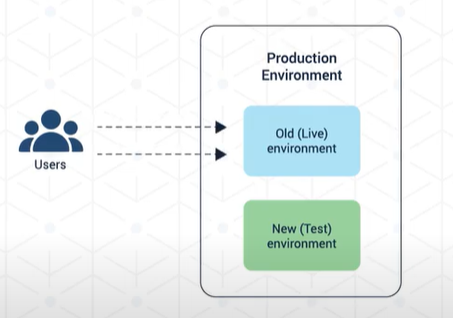 Production
Environment
Users
Old (Live)
environment
New (Test)
environment